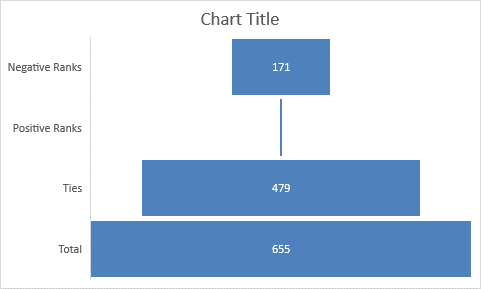 Chart Title
Negative Ranks 171
Positive Ranks
Ties 479
Total 655